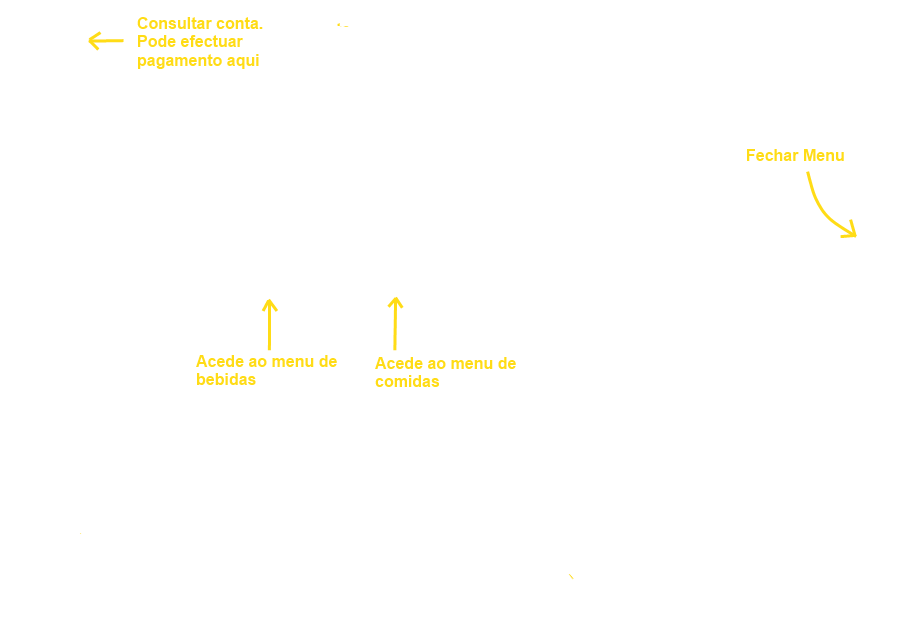 Consultar conta.
Pode efectuar
pagamento aqui
Fechar Menu
Acede ao menu de
bebidas
Acede ao menu de
comidas